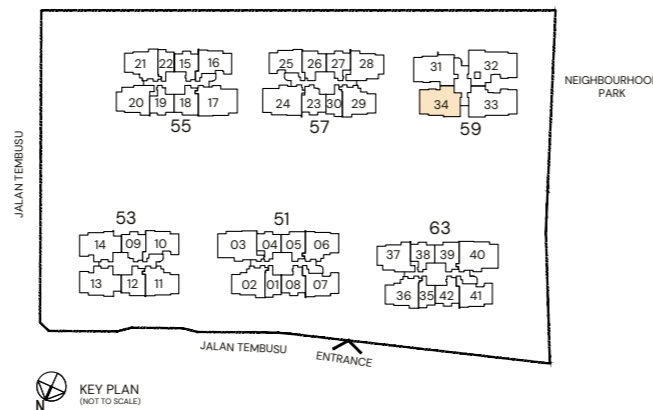 21 22 15 16
20 19 18 17
55
25 26 27 28
24 23 30 29
57
31 32
34 33
59
NEIGHBOURHOOD
PARK
JALAN TEMBUSU
53
14 09 10
13 12 11
51
03 04 05 06
02 01 08 07
63
37 38 39 40
36 35 42 41
JALAN TEMBUSU
ENTRANCE
N
KEY PLAN
(NOT TO SCALE)